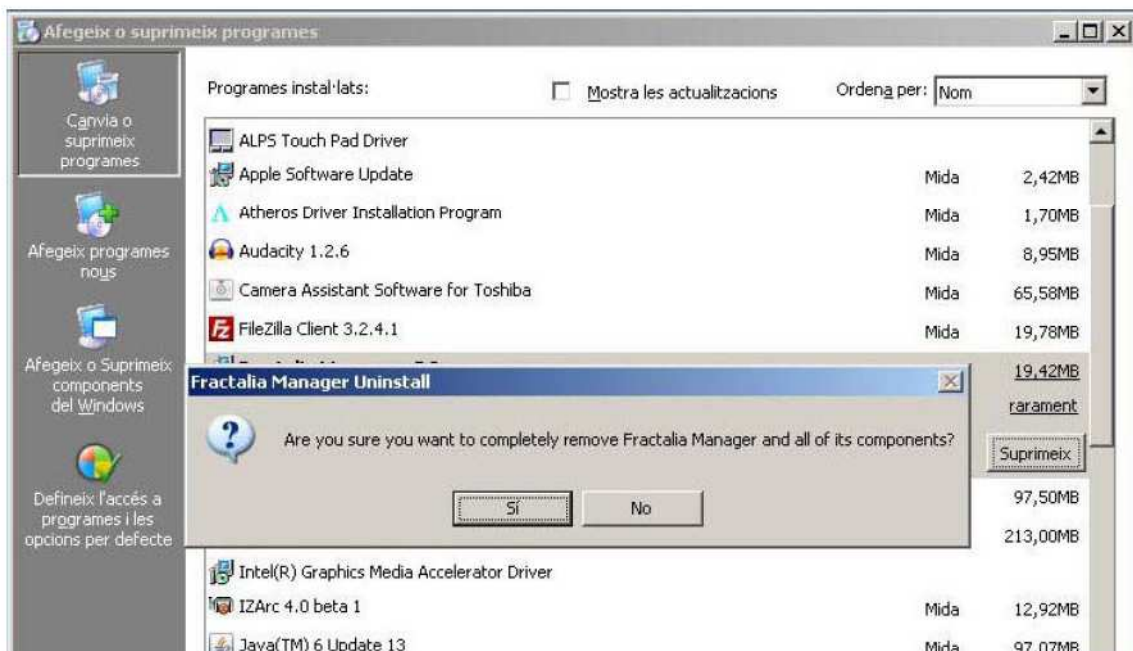 Afegeix o suprimeix programes
Canvia o
suprimeix
programes
Afegeix programes
nous
Afegeix o Suprimeix
components
del Windows
Defineix l'accés a
programes i les
opcions per defecte
Programes instal·lats:
Mostra les actualitzacions
Ordena per: Nom
ALPS Touch Pad Driver
Apple Software Update Mida 2,42MB
Atheros Driver Installation Program Mida 1,70MB
Audacity 1.2.6 Mida 8,95MB
Camera Assistant Software for Toshiba Mida 65,58MB
FileZilla Client 3.2.4.1 Mida 19,78MB
19,42MB
rarament
Suprimeix
Fractalia Manager Uninstall
Are you sure you want to completely remove Fractalia Manager and all of its components?
Sí No
97,50MB
213,00MB
Intel(R) Graphics Media Accelerator Driver
IZArc 4.0 beta 1 Mida 12,92MB
Java(TM) 6 Update 13 Mida 97,07MB